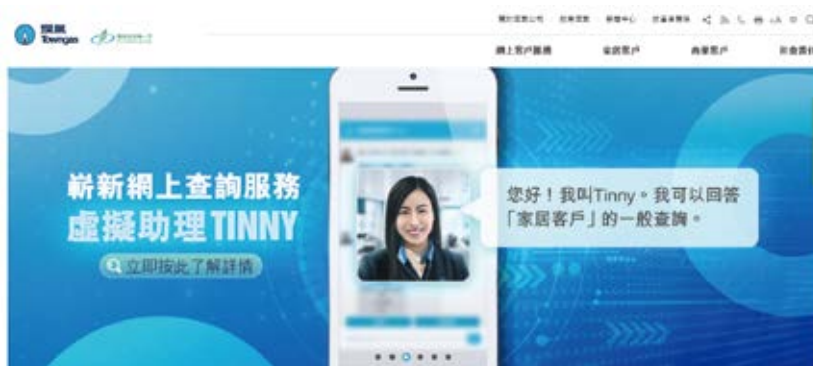 煤氣
Towngas
網上客戶服務 家居客戶 商業客戶
嶄新網上查詢服務
虛擬助理TINNY
立即按此了解詳情
您好！我叫Tinny。我可以回答
「家居客戶」的一般查詢。